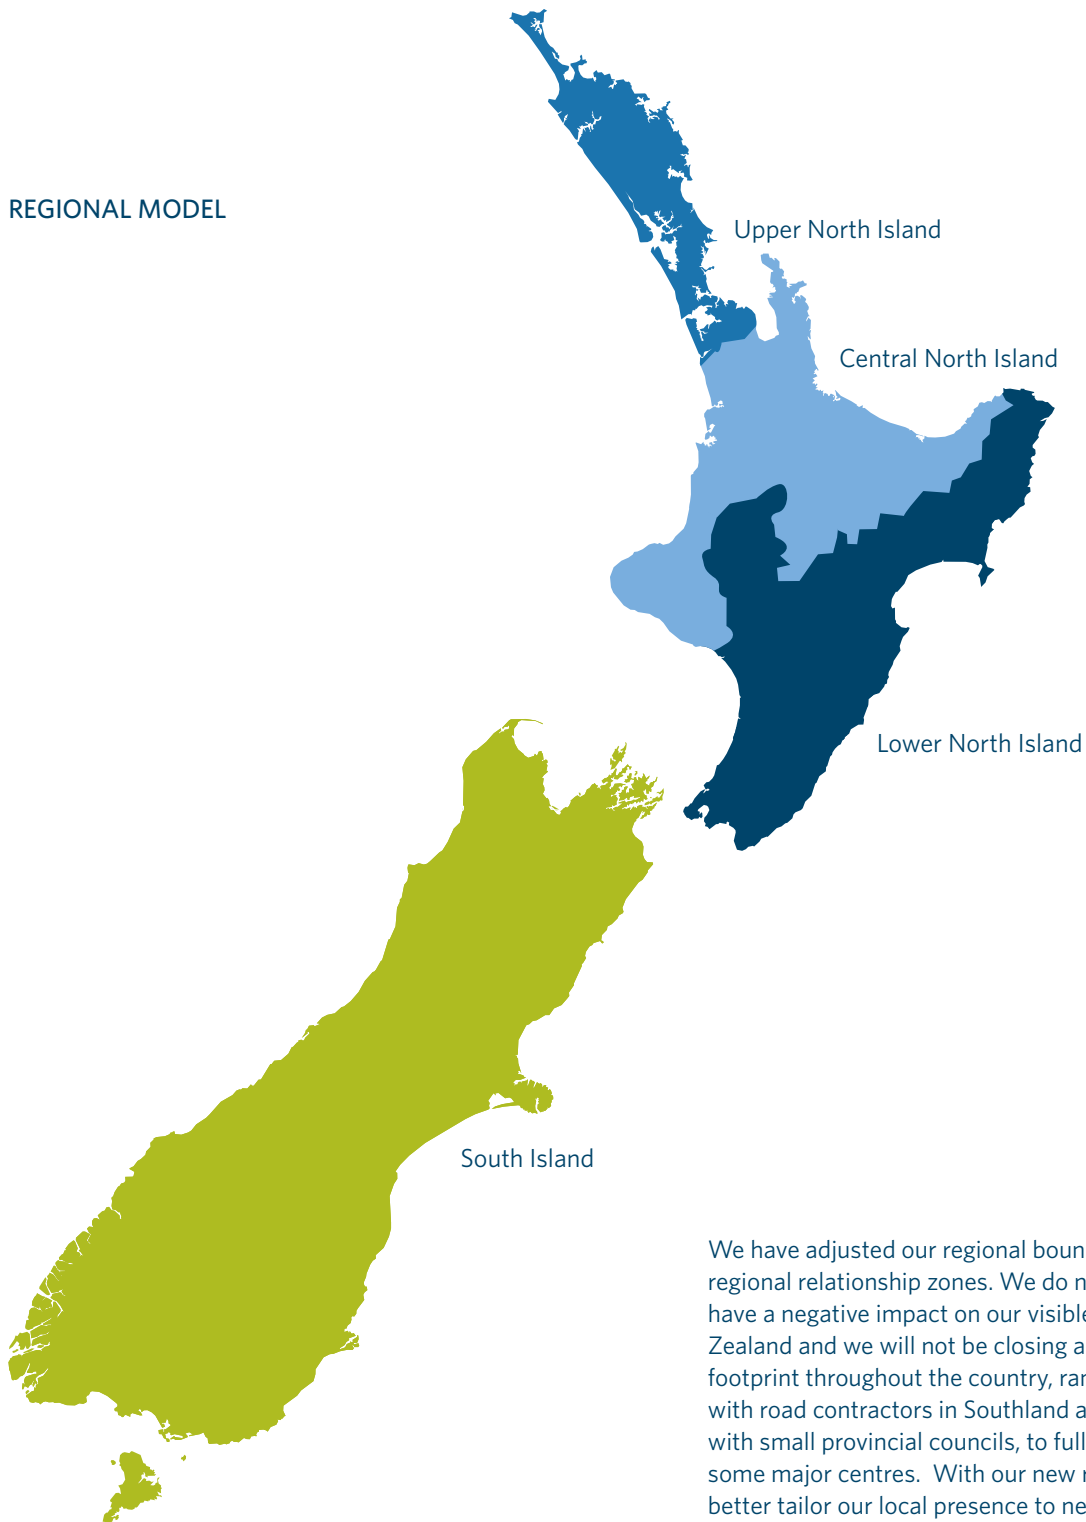 REGIONAL MODEL
Upper North Island
Central North Island
Lower North Island
South Island
We have adjusted our regional boun
regional relationship zones. We do n
have a negative impact on our visible
Zealand and we will not be closing a
footprint throughout the country, ran
with road contractors in Southland a
with small provincial councils, to full
some major centres.  With our new r
better tailor our local presence to ne